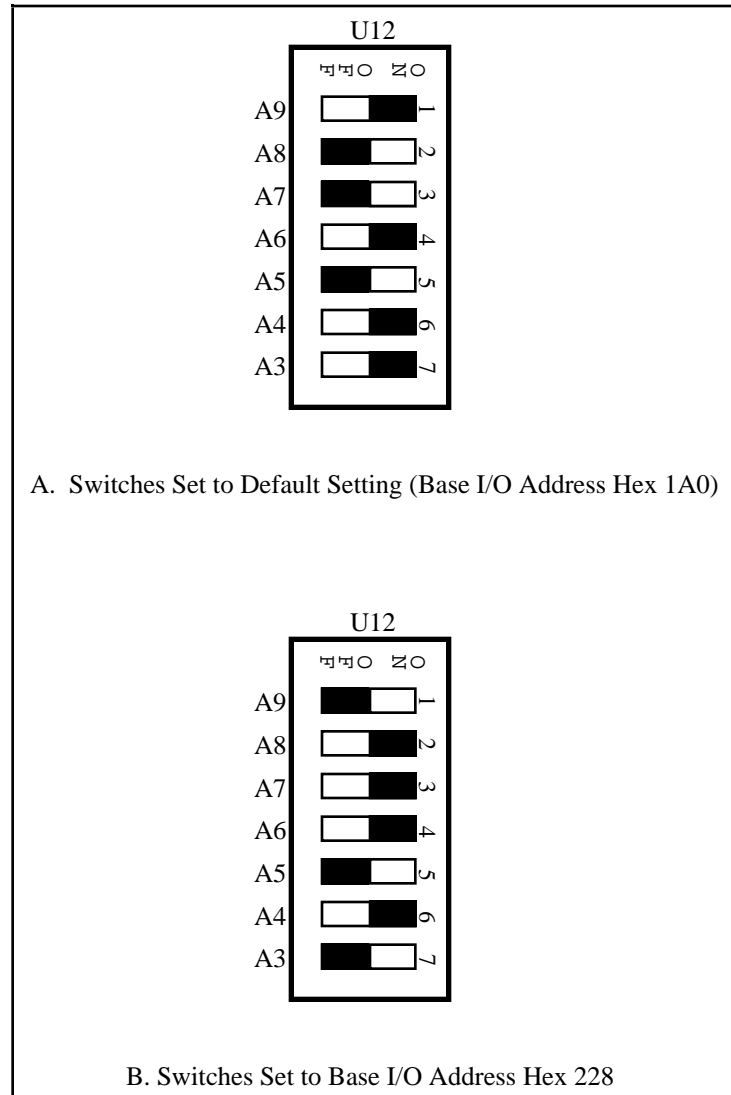 U12
OFF ON
A9 1
A8 2
A7 3
A6 4
A5 5
A4 6
A3 7
A. Switches Set to Default Setting (Base I/O Address Hex 1A0)
U12
OFF ON
A9 1
A8 2
A7 3
A6 4
A5 5
A4 6
A3 7
B. Switches Set to Base I/O Address Hex 228